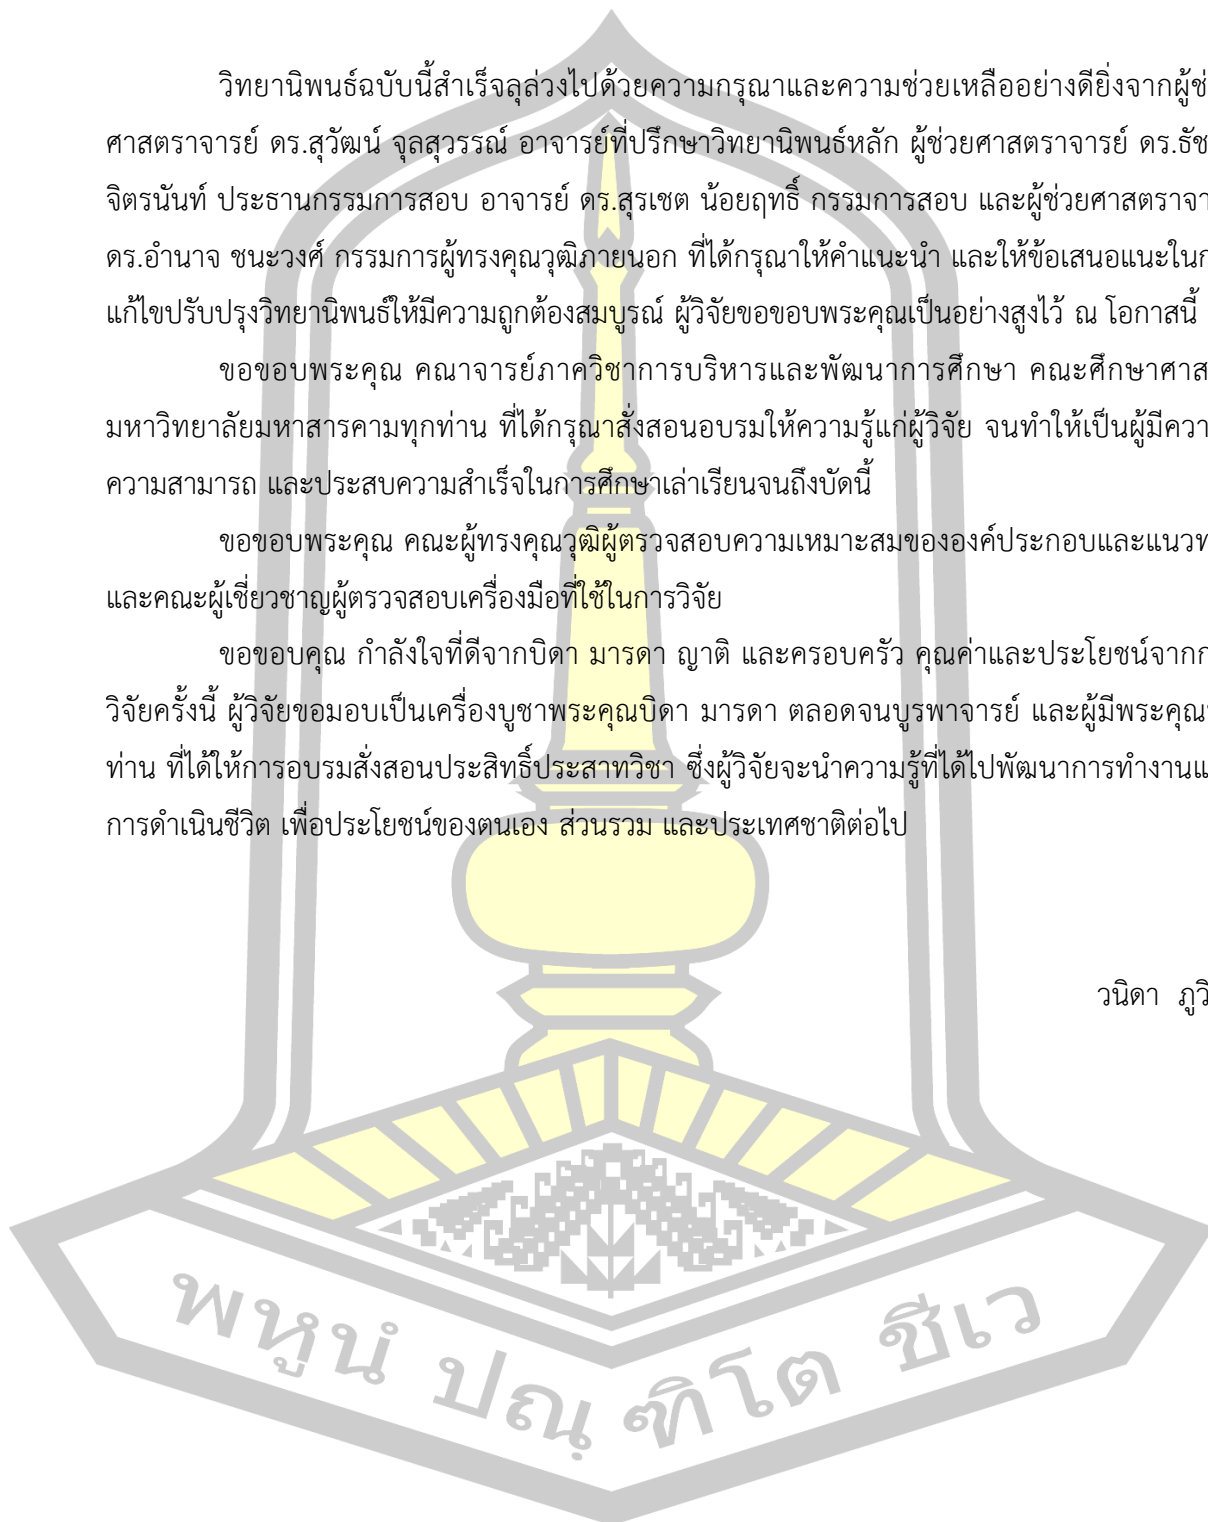 วิทยานิพนธ์ฉบับนี้สำเร็จลุล่วงไปด้วยความกรุณาและความช่วยเหลืออย่างดียิ่งจากผู้ช่
ศาสตราจารย์ ดร.สุวัฒน์ จุลสุวรรณ์ อาจารย์ที่ปรึกษาวิทยานิพนธ์หลัก ผู้ช่วยศาสตราจารย์ ดร.ธัช
จิตรนันท์ ประธานกรรมการสอบ อาจารย์ ดร.สุรเชต น้อยฤทธิ์ กรรมการสอบ และผู้ช่วยศาสตราจา
ดร.อำนาจ ชนะวงศ์ กรรมการผู้ทรงคุณวุฒิภายนอก ที่ได้กรุณาให้คำแนะนำ และให้ข้อเสนอแนะในก
แก้ไขปรับปรุงวิทยานิพนธ์ให้มีความถูกต้องสมบูรณ์ ผู้วิจัยขอขอบพระคุณเป็นอย่างสูงไว้ ณ โอกาสนี้
ขอขอบพระคุณ คณาจารย์ภาควิชาการบริหารและพัฒนาการศึกษา คณะศึกษาศาส
มหาวิทยาลัยมหาสารคามทุกท่าน ที่ได้กรุณาสั่งสอนอบรมให้ความรู้แก่ผู้วิจัย จนทำให้เป็นผู้มีควา
ความสามารถ และประสบความสำเร็จในการศึกษาเล่าเรียนจนถึงบัดนี้
ขอขอบพระคุณ คณะผู้ทรงคุณวุฒิผู้ตรวจสอบความเหมาะสมขององค์ประกอบและแนวท
และคณะผู้เชี่ยวชาญผู้ตรวจสอบเครื่องมือที่ใช้ในการวิจัย
ขอขอบคุณ กำลังใจที่ดีจากบิดา มารดา ญาติ และครอบครัว คุณค่าและประโยชน์จากก
วิจัยครั้งนี้ ผู้วิจัยขอมอบเป็นเครื่องบูชาพระคุณบิดา มารดา ตลอดจนบูรพาจารย์ และผู้มีพระคุณ
ท่าน ที่ได้ให้การอบรมสั่งสอนประสิทธิ์ประสาทวิชา ซึ่งผู้วิจัยจะนำความรู้ที่ได้ไปพัฒนาการทำงานแ
การดำเนินชีวิต เพื่อประโยชน์ของตนเอง ส่วนรวม และประเทศชาติต่อไป
วนิดา ภูวิ
พหูนํ ปณฺฑิโต ชีเว